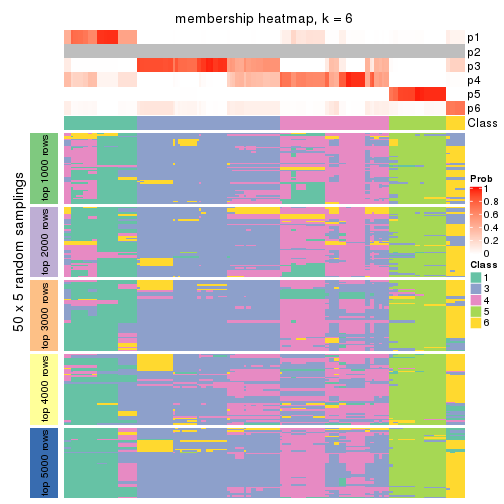 membership heatmap, k = 6
p1
p2
p3
p4
p5
p6
Class
50 x 5 random samplings
top 1000 rows
top 2000 rows
top 3000 rows
top 4000 rows
top 5000 rows
Prob
1
0.8
0.6
0.4
0.2
0
Class
1
3
4
5
6